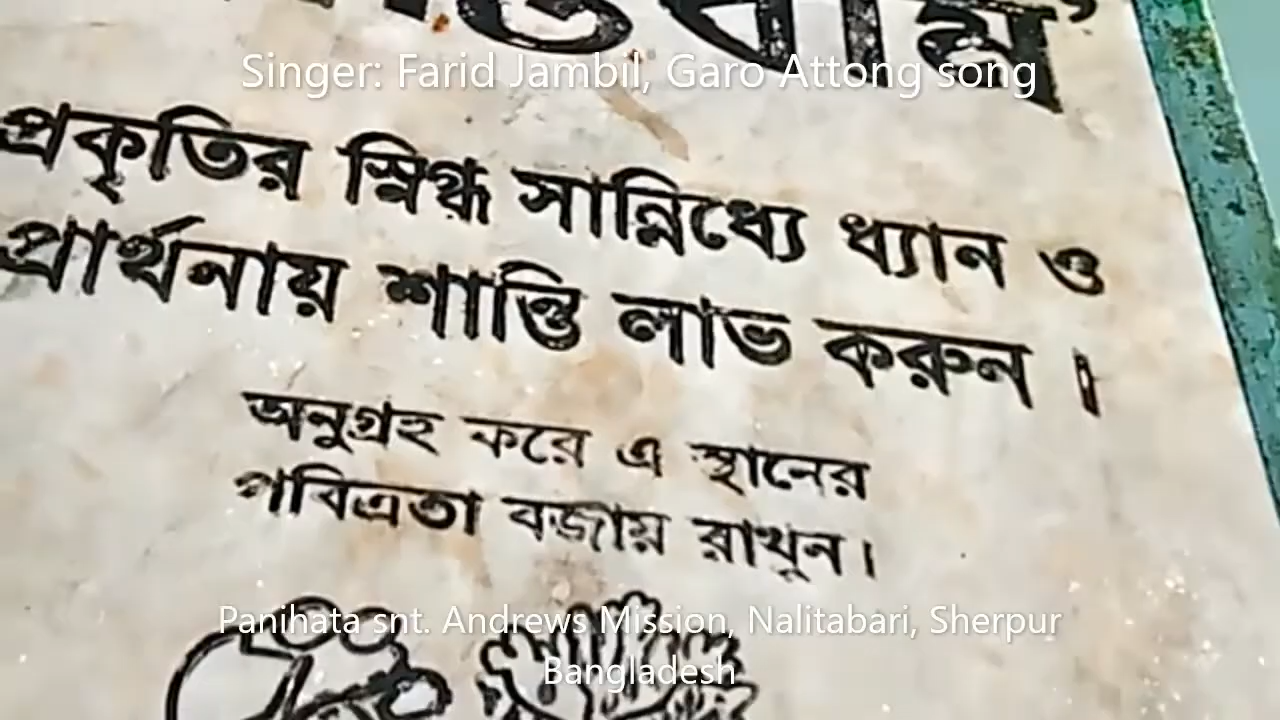 Singer: Farid Jambil, Garo Attong song
প্রকৃতির স্নিগ্ধ সান্নিধ্যে ধ্যান ও
প্রার্থনায় শান্তি লাভ করুন।
অনুগ্রহ করে এ স্থানের
পবিত্রতা বজায় রাখুন।
Panihata snt. Andrews Mission, Nalitabari, Sherpur
Bangladesh